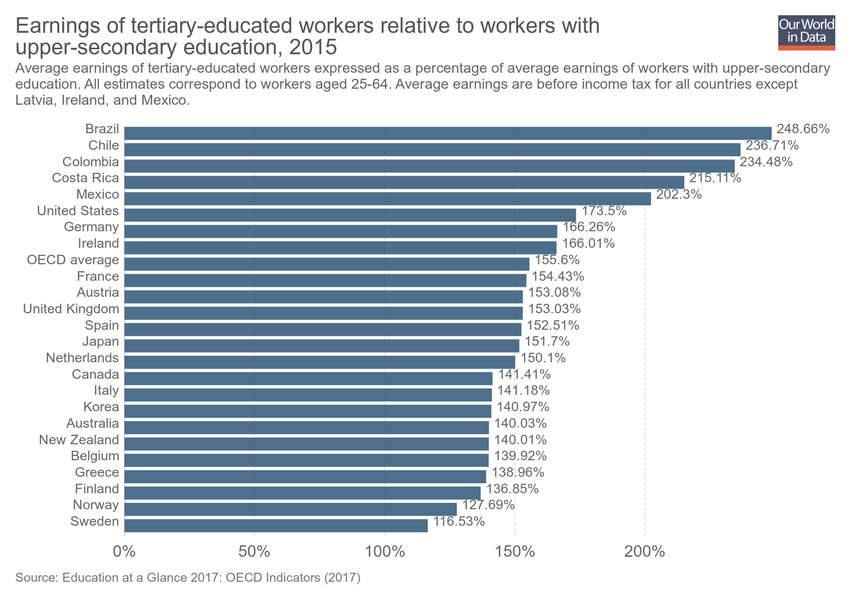 Earnings of tertiary-educated workers relative to workers with
upper-secondary education, 2015
Our World
in Data
Average earnings of tertiary-educated workers expressed as a percentage of average earnings of workers with upper-secondary
education. All estimates correspond to workers aged 25-64. Average earnings are before income tax for all countries except
Latvia, Ireland, and Mexico.
Brazil 248.66%
Chile 236.71%
Colombia 234.48%
Costa Rica 215.11%
Mexico 202.3%
United States 173.5%
Germany 166.26%
Ireland 166.01%
OECD average 155.6%
France 154.43%
Austria 153.08%
United Kingdom 153.03%
Spain 152.51%
Japan 151.7%
Netherlands 150.1%
Canada 141.41%
Italy 141.18%
Korea 140.97%
Australia 140.03%
New Zealand 140.01%
Belgium 139.92%
Greece 138.96%
Finland 136.85%
Norway 127.69%
Sweden 116.53%
0% 50% 100% 150% 200%
Source: Education at a Glance 2017: OECD Indicators (2017)